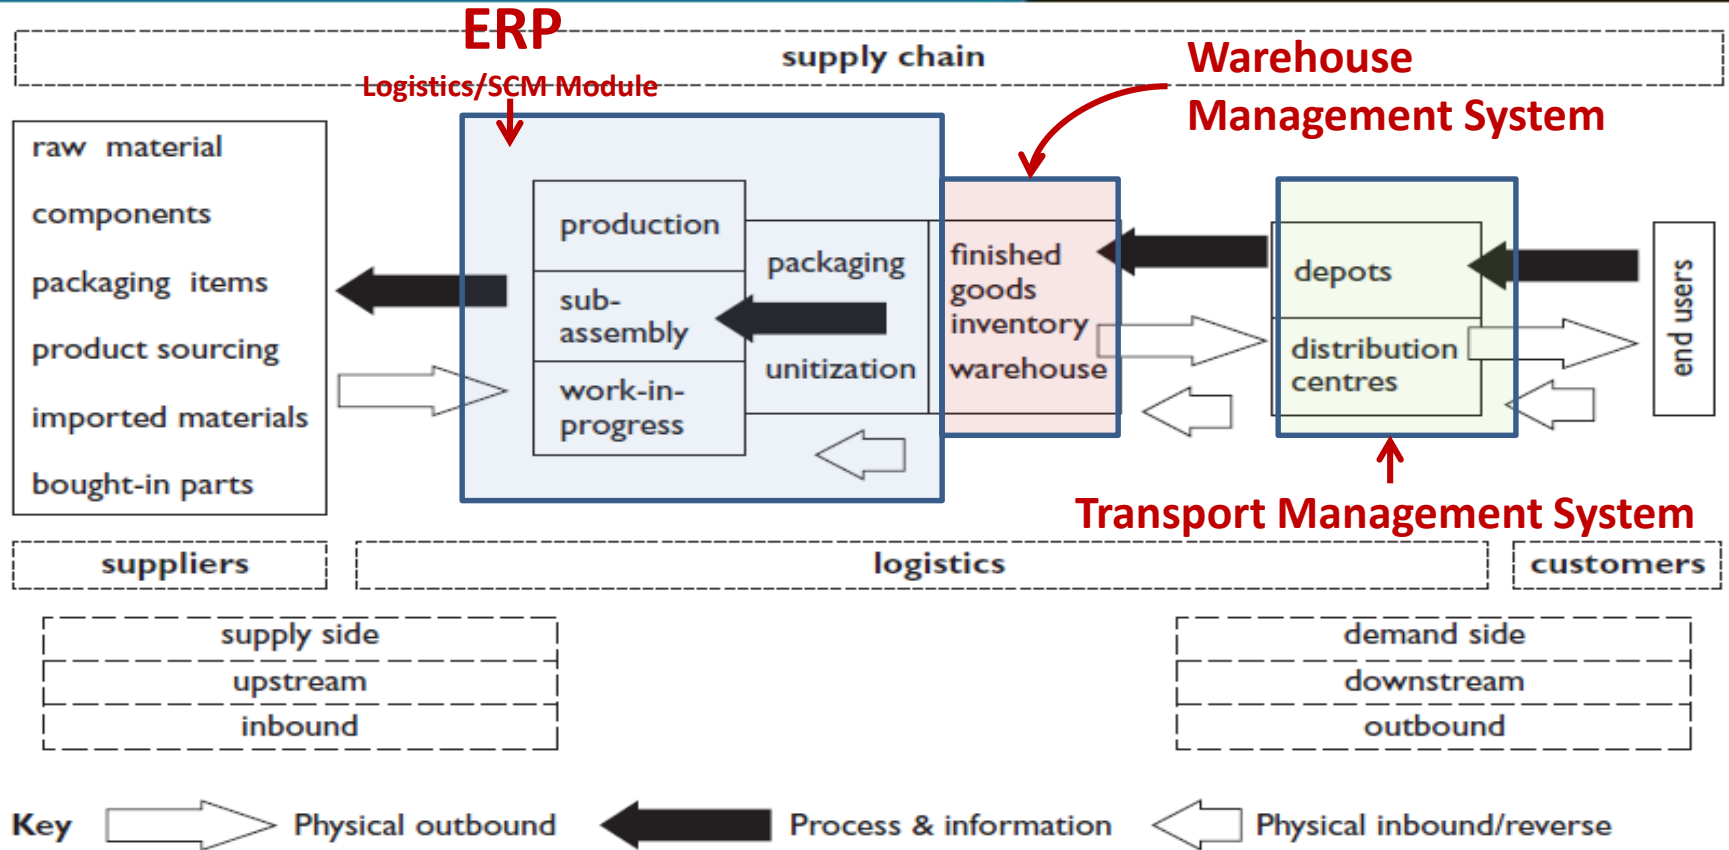 ERP
supply chain
Logistics/SCM Module
Warehouse
Management System
raw material
components
packaging items
product sourcing
imported materials
bought-in parts
production
sub-
assembly
work-in-
progress
packaging
unitization
finished
goods
inventory
warehouse
depots
distribution
centres
end users
Transport Management System
suppliers
logistics
customers
supply side
upstream
inbound
demand side
downstream
outbound
Key
Physical outbound
Process & information
Physical inbound/reverse